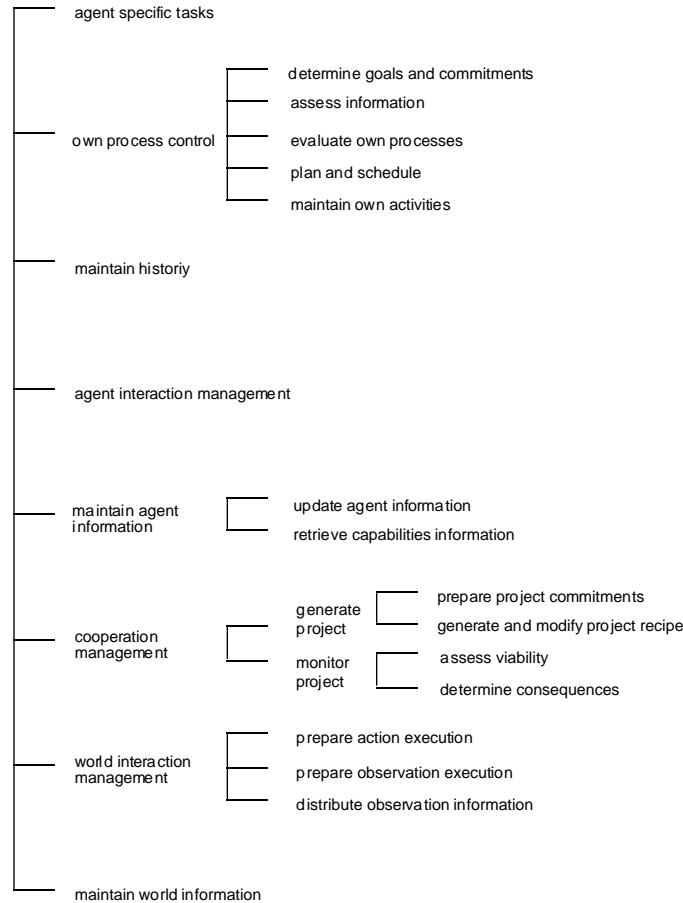 agent specific tasks
own process control
determine goals and commitments
assess information
evaluate own processes
plan and schedule
maintain own activities
maintain historiy
agent interaction management
maintain agent
information
update agent information
retrieve capabilities information
cooperation
management
generate
project
prepare project commitments
generate and modify project recipe
monitor
project
assess viability
determine consequences
world interaction
management
prepare action execution
prepare observation execution
distribute observation information
maintain world information